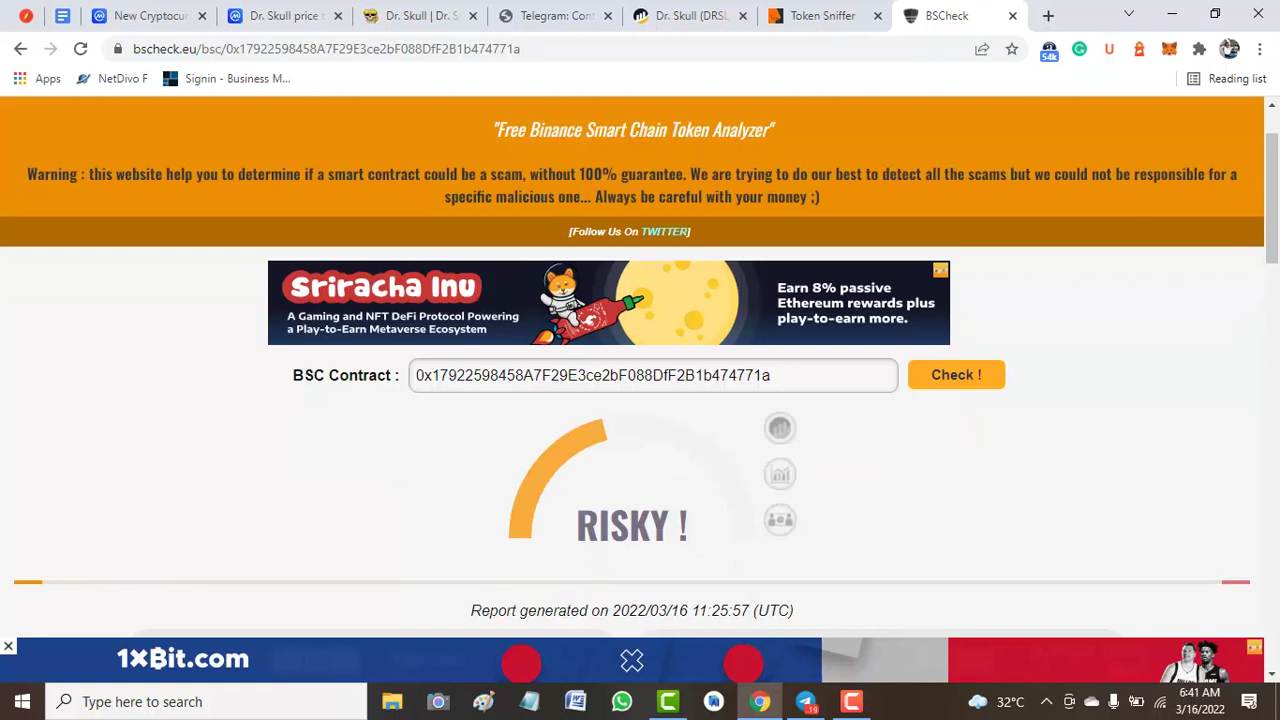 New Cryptocur
Dr. Skull price t
Dr. Skull | D
Telegram: Con
Dr. Skull (DRSL
Token Sniffer
BSCheck
bscheck.eu/bsc/0x17922598458A7F29E3ce2bF088DfF2B1b474771a
54k
Apps
NetDivo F
Signin - Business M...
Reading list
"Free Binance Smart Chain Token Analyzer"
Warning : this website help you to determine if a smart contract could be a scam, without 100% guarantee. We are trying to do our best to detect all the scams but we could not be responsible for a
specific malicious one... Always be careful with your money ;)
[Follow Us On TWITTER]
Sriracha Inu
A Gaming and NFT DeFi Protocol Powering
a Play-to-Earn Metaverse Ecosystem
Earn 8% passive
Ethereum rewards plus
play-to-earn more.
BSC Contract :
0x17922598458A7F29E3ce2bF088DfF2B1b474771a
Check !
RISKY !
Report generated on 2022/03/16 11:25:57 (UTC)
1XBit.com
Type here to search
19
32°C
6:41 AM
3/16/2022